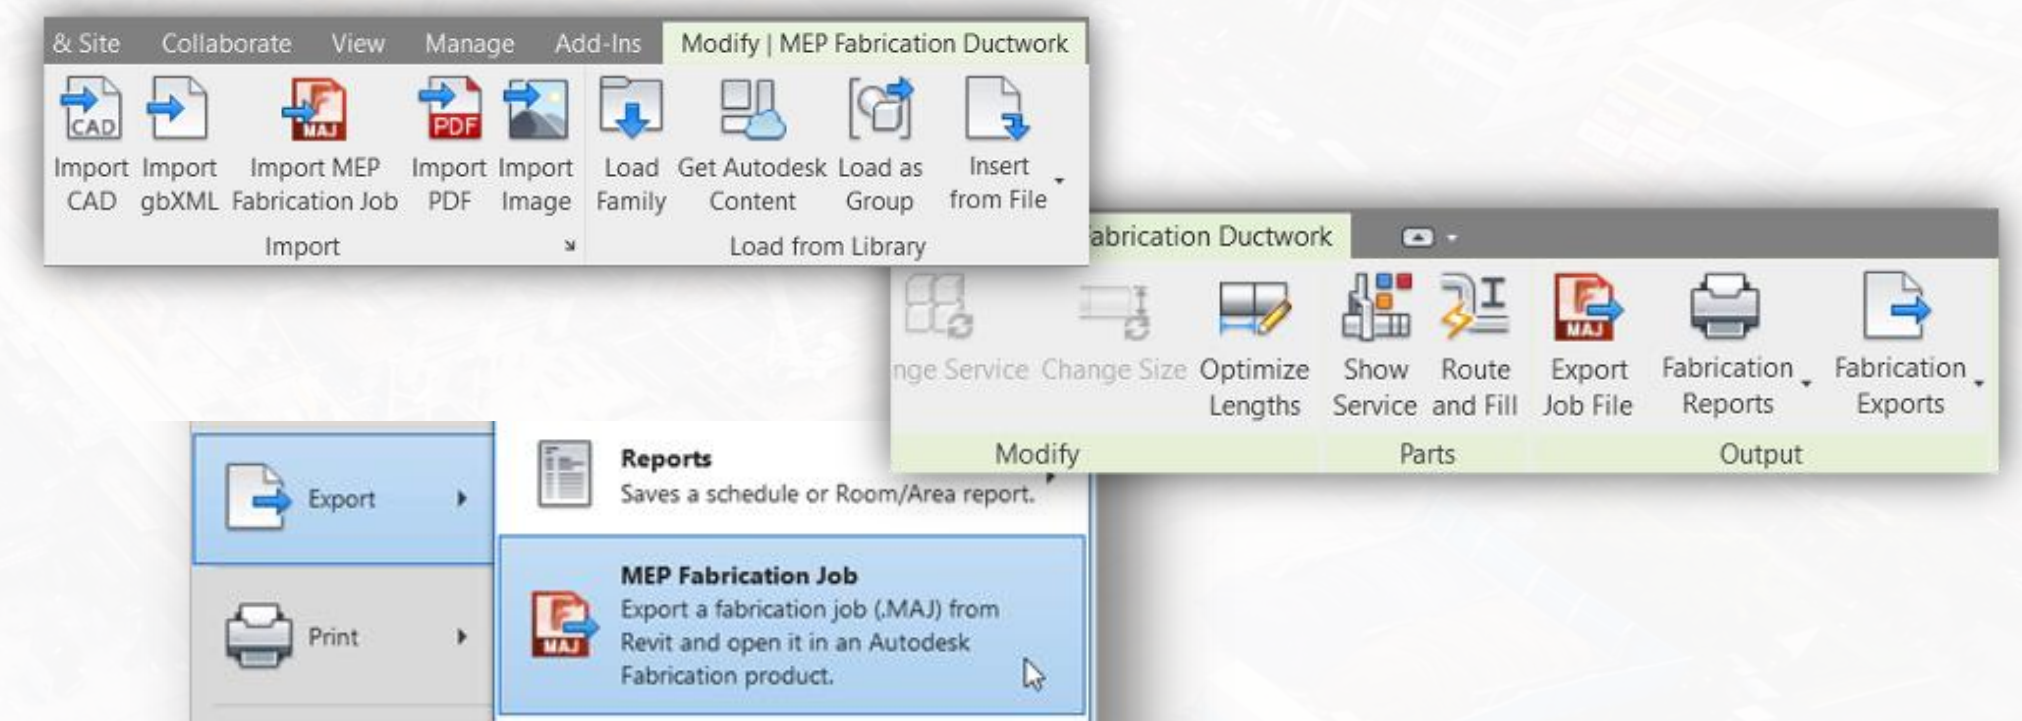 & Site Collaborate View Manage Add-Ins Modify | MEP Fabrication Ductwork
CAD MAJ PDF
Import Import Import MEP Import Import Load Get Autodesk Load as Insert
CAD gbXML Fabrication Job PDF Image Family Content Group from File
Import Load from Library
abrication Ductwork
MAJ
nge Service Change Size Optimize Show Route Export Fabrication Fabrication
Lengths Service and Fill Job File Reports Exports
Modify Parts Output
Export
Print
Reports
Saves a schedule or Room/Area report.
MEP Fabrication Job
MAJ
Export a fabrication job (.MAJ) from
Revit and open it in an Autodesk
Fabrication product.